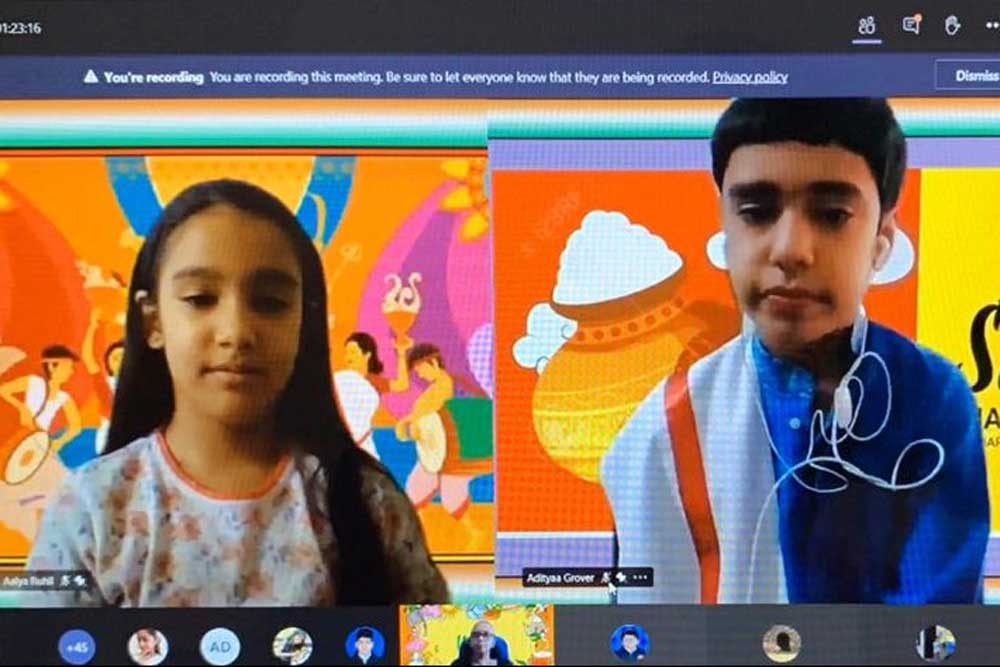 01:23:16
You're recording You are recording this meeting. Be sure to let everyone know that they are being recorded. Privacy policy
Dismiss
Adityaa Grover
+45
AD